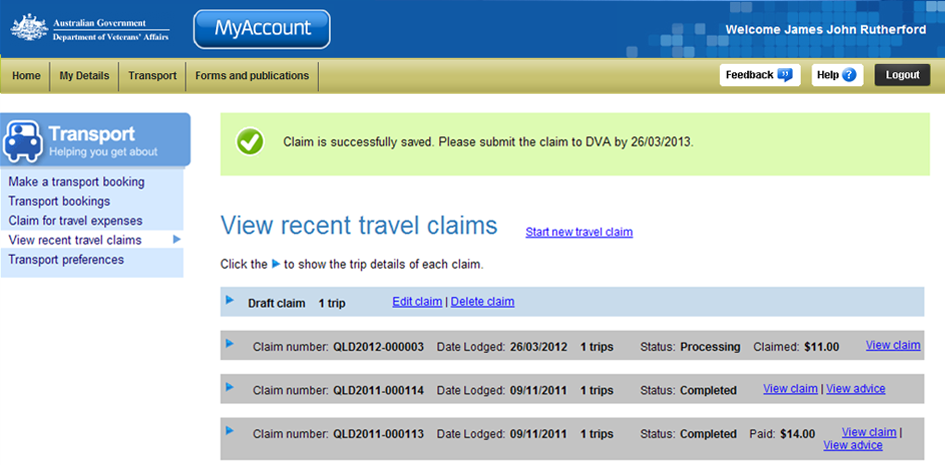 Australian Government
Department of Veterans' Affairs
MyAccount
Welcome James John Rutherford
Home My Details Transport Forms and publications Feedback Help ? Logout
Transport
Helping you get about
Make a transport booking
Transport bookings
Claim for travel expenses
View recent travel claims
Transport preferences
Claim is successfully saved. Please submit the claim to DVA by 26/03/2013.
View recent travel claims Start new travel claim
Click the to show the trip details of each claim.
Draft claim 1 trip Edit claim | Delete claim
Claim number: QLD2012-000003 Date Lodged: 26/03/2012 1 trips Status: Processing Claimed: $11.00 View claim
Claim number: QLD2011-000114 Date Lodged: 09/11/2011 1 trips Status: Completed View claim | View advice
Claim number: QLD2011-000113 Date Lodged: 09/11/2011 1 trips Status: Completed Paid: $14.00 View claim |
View advice